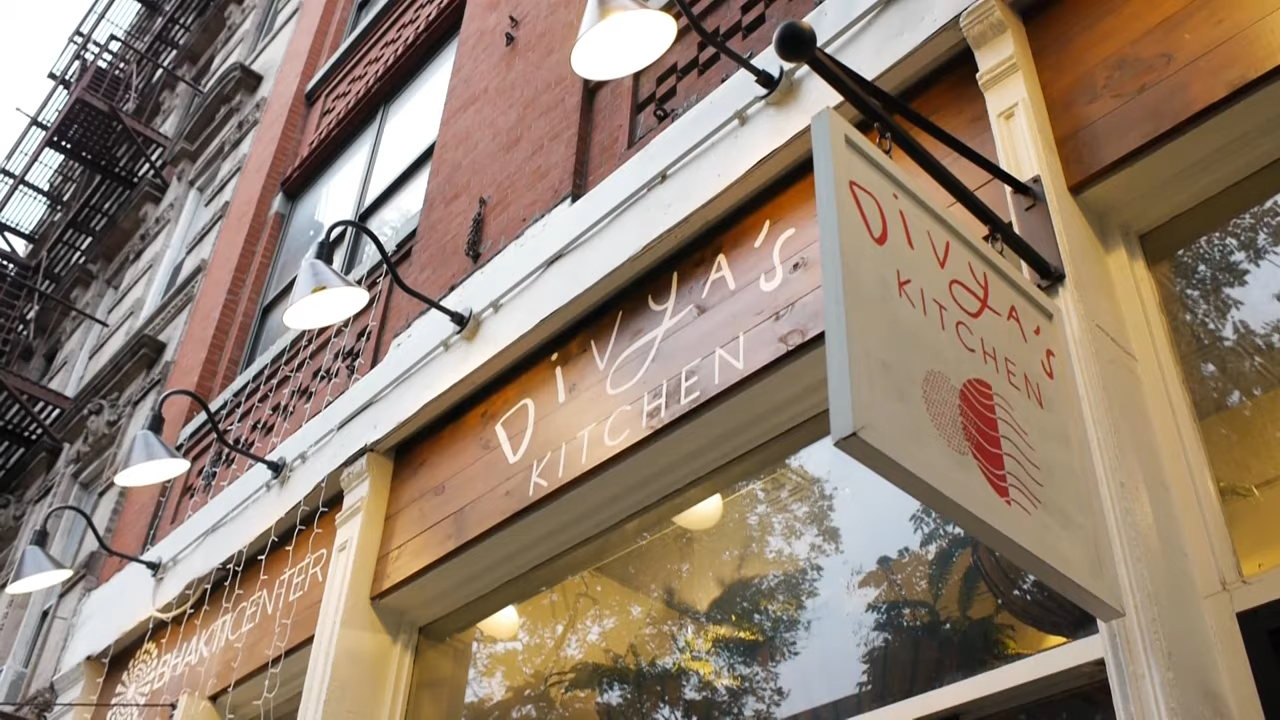 DiVYA'S
KITCHEN
DiVYA'S
KITCHEN
BHAKTICENTER